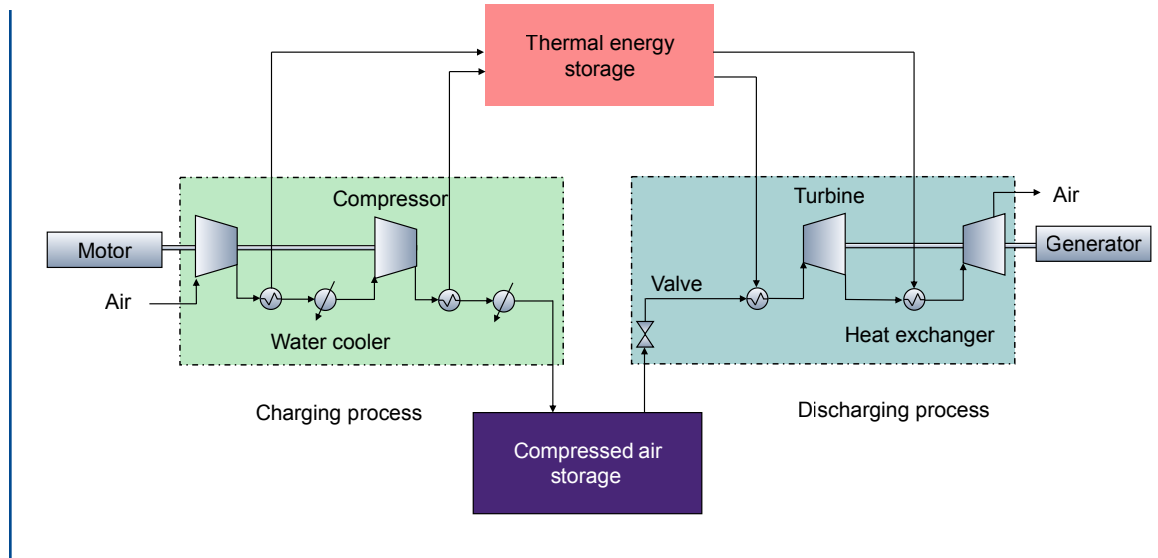 Thermal energy
storage
Compressor
Turbine
Air
Motor
Generator
Air
Valve
Water cooler
Heat exchanger
Charging process
Discharging process
Compressed air
storage